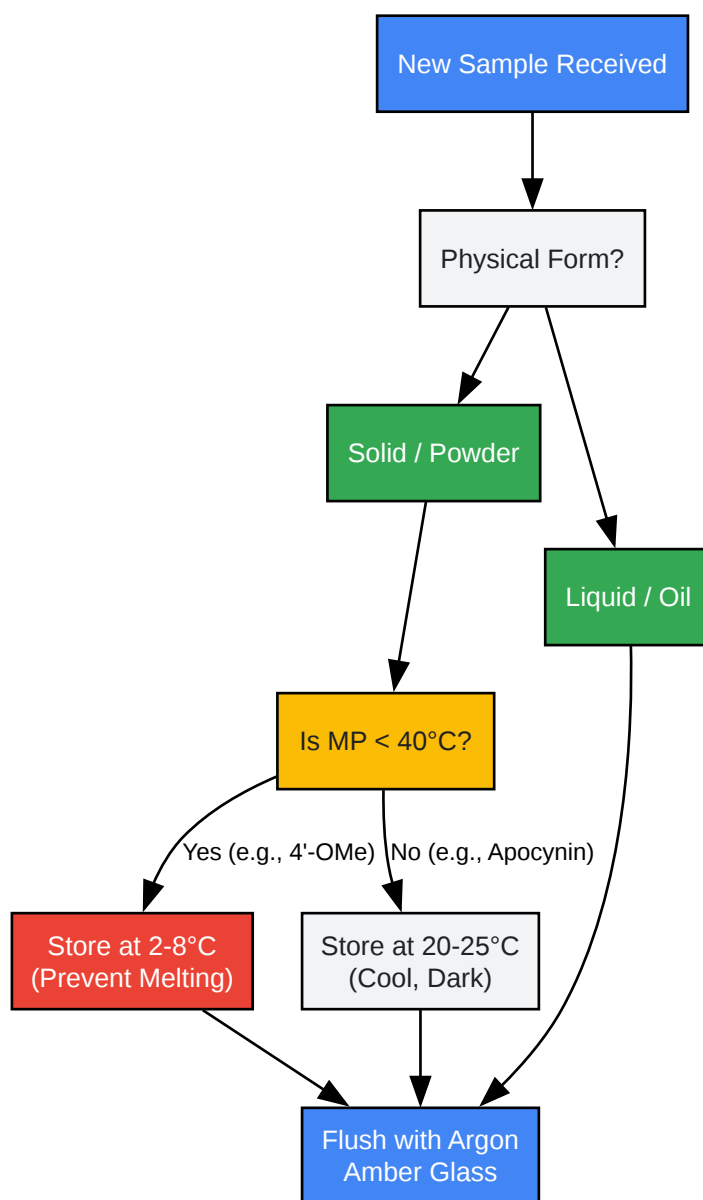 New Sample Received
Physical Form?
Solid / Powder
Liquid / Oil
Is MP < 40°C?
Yes (e.g., 4'-OMe)
No (e.g., Apocynin)
Store at 2-8°C
(Prevent Melting)
Store at 20-25°C
(Cool, Dark)
Flush with Argon
Amber Glass